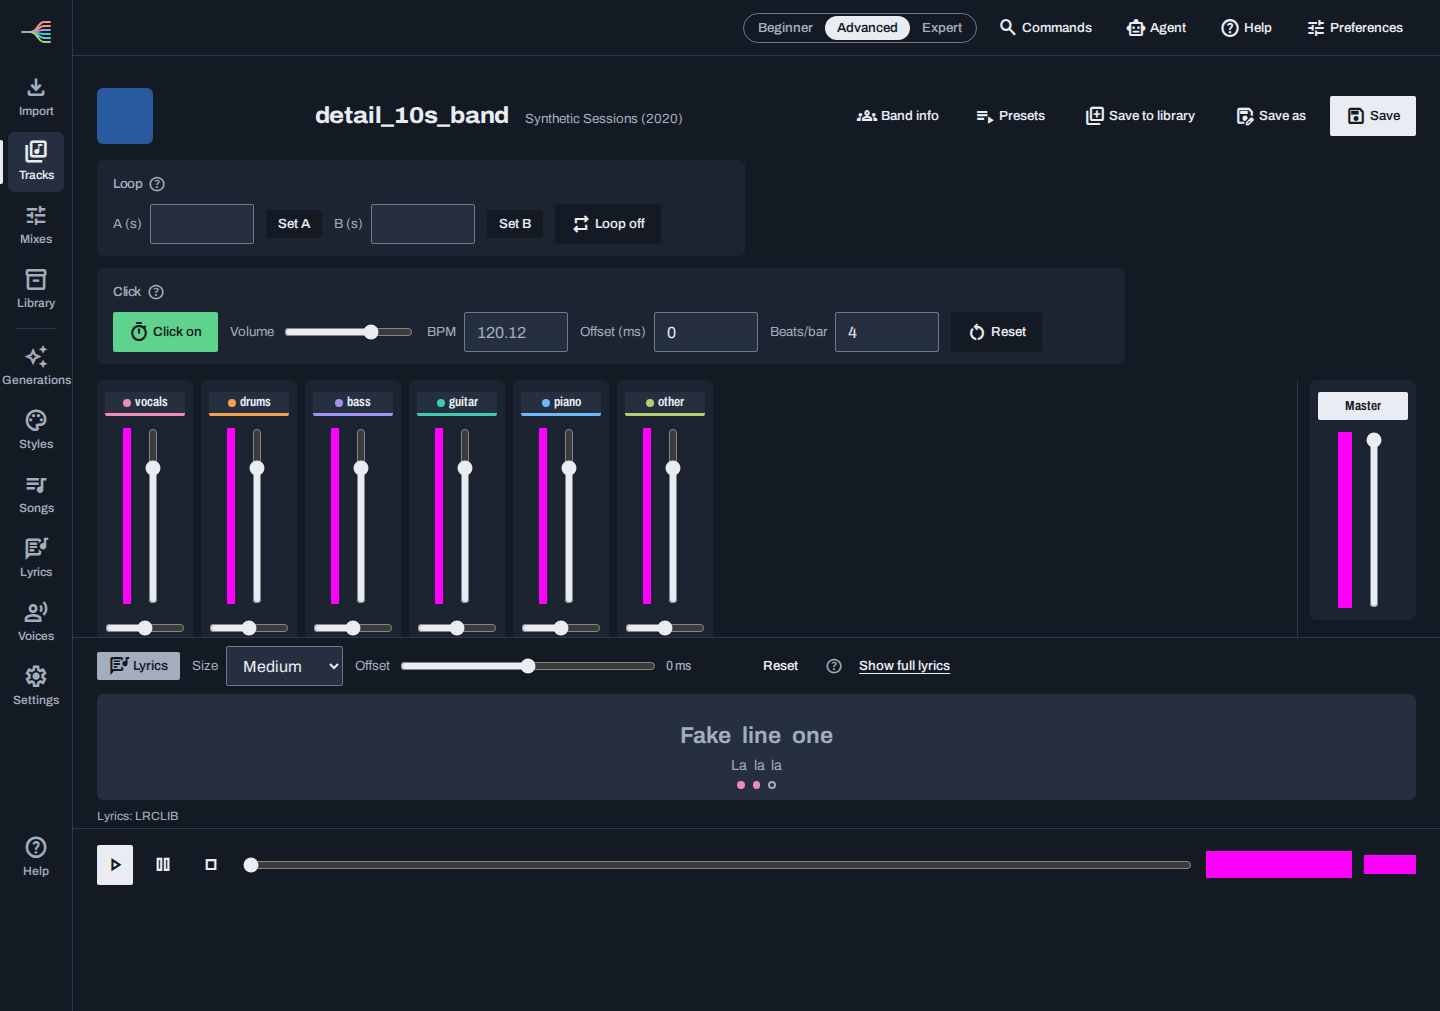 Beginner Advanced Expert Commands Agent Help Preferences
Import
Tracks
Mixes
Library
Generations
Styles
Songs
Lyrics
Voices
Settings
Help
detail_10s_band Synthetic Sessions (2020) Band info Presets Save to library Save as Save
Loop
A (s) Set A B (s) Set B Loop off
Click
Click on Volume BPM 120.12 Offset (ms) 0 Beats/bar 4 Reset
vocals drums bass guitar piano other Master
Lyrics Size Medium Offset 0 ms Reset Show full lyrics
Fake line one
La la la
Lyrics: LRCLIB